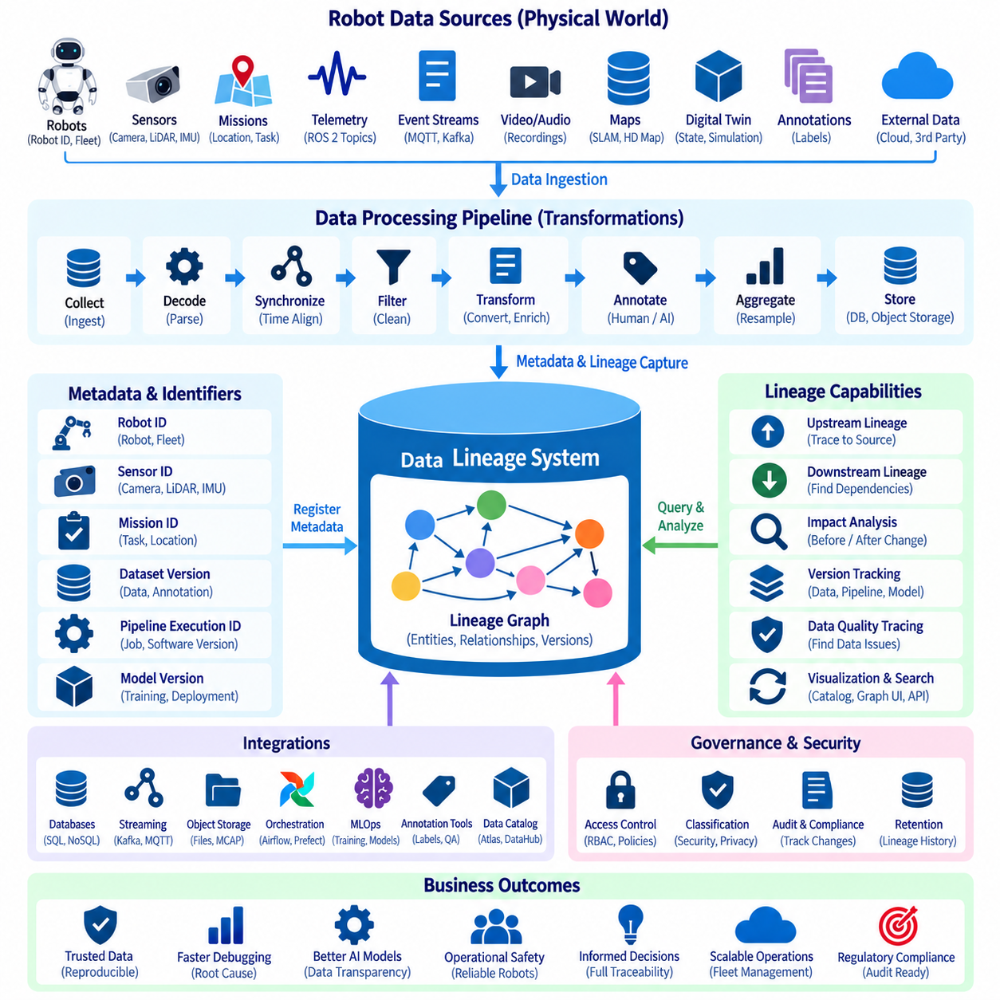 Robot Data Sources (Physical World)
Robots
(Robot ID, Fleet)
Sensors
(Camera, LiDAR, IMU)
Missions
(Location, Task)
Telemetry
(ROS 2 Topics)
Event Streams
(MQTT, Kafka)
Video/Audio
(Recordings)
Maps
(SLAM, HD Map)
Digital Twin
(State, Simulation)
Annotations
(Labels)
External Data
(Cloud, 3rd Party)
Data Ingestion
Data Processing Pipeline (Transformations)
Collect
(Ingest)
Decode
(Parse)
Synchronize
(Time Align)
Filter
(Clean)
Transform
(Convert, Enrich)
Annotate
(Human / AI)
Aggregate
(Resample)
Store
(DB, Object Storage)
Metadata & Lineage Capture
Metadata & Identifiers
Robot ID
(Robot, Fleet)
Sensor ID
(Camera, LiDAR, IMU)
Mission ID
(Task, Location)
Dataset Version
(Data, Annotation)
Pipeline Execution ID
(Job, Software Version)
Model Version
(Training, Deployment)
Register
Metadata
Data Lineage System
Lineage Graph
(Entities, Relationships, Versions)
Query &
Analyze
Lineage Capabilities
Upstream Lineage
(Trace to Source)
Downstream Lineage
(Find Dependencies)
Impact Analysis
(Before / After Change)
Version Tracking
(Data, Pipeline, Model)
Data Quality Tracing
(Find Data Issues)
Visualization & Search
(Catalog, Graph UI, API)
Integrations
Databases
(SQL, NoSQL)
Streaming
(Kafka, MQTT)
Object Storage
(Files, MCAP)
Orchestration
(Airflow, Prefect)
MLOps
(Training, Models)
Annotation Tools
(Labels, QA)
Data Catalog
(Atlas, DataHub)
Governance & Security
Access Control
(RBAC, Policies)
Classification
(Security, Privacy)
Audit & Compliance
(Track Changes)
Retention
(Lineage History)
Business Outcomes
Trusted Data
(Reproducible)
Faster Debugging
(Root Cause)
Better AI Models
(Data Transparency)
Operational Safety
(Reliable Robots)
Informed Decisions
(Full Traceability)
Scalable Operations
(Fleet Management)
Regulatory Compliance
(Audit Ready)